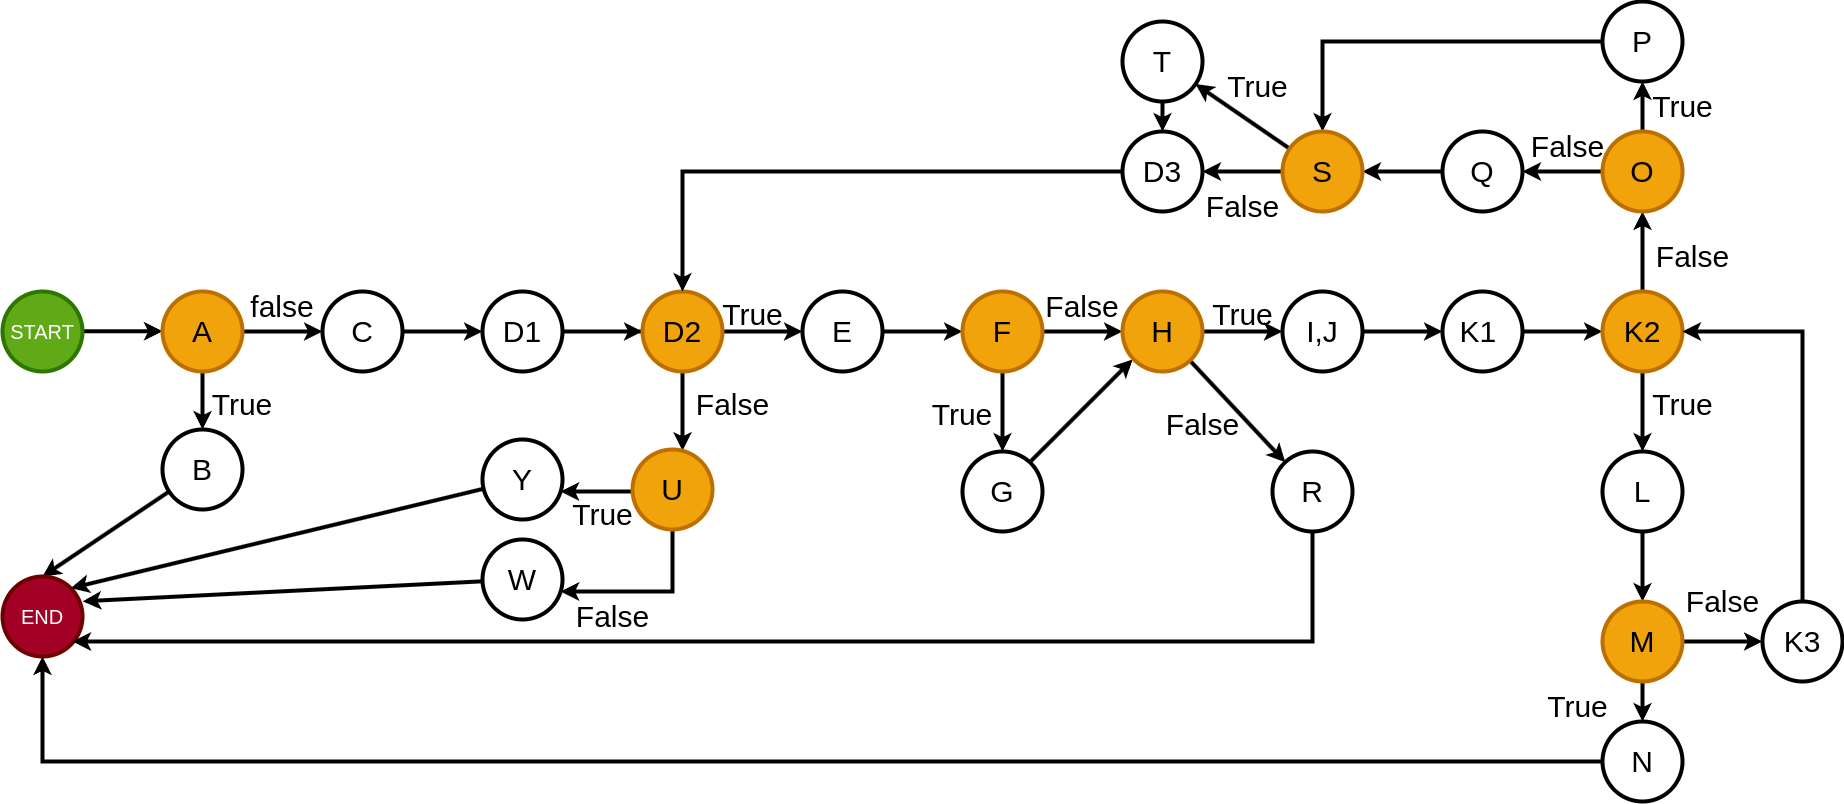 P
T
True
True
False
D3
S
Q
O
False
False
START
A
false
C
D1
D2
True
E
F
False
H
True
I,J
K1
K2
True
False
True
True
False
B
Y
U
G
R
L
True
W
False
END
False
M
K3
True
N